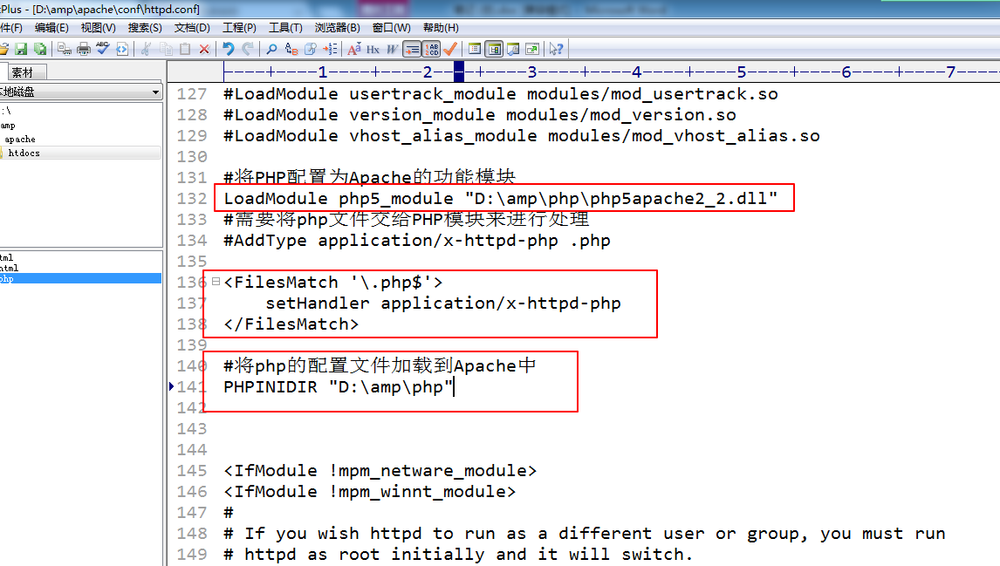 Plus - [D:\amp\apache\conf\httpd.conf]
件(F) 编辑(E) 视图(V) 搜索(S) 文档(D) 工程(P) 工具(T) 浏览器(B) 窗口(W) 帮助(H)
素材
地磁盘
:\
amp
apache
htdocs
tml
html
php
1 2 3 4 5 6 7
127 #LoadModule usertrack_module modules/mod_usertrack.so
128 #LoadModule version_module modules/mod_version.so
129 #LoadModule vhost_alias_module modules/mod_vhost_alias.so
130
131 #将PHP配置为Apache的功能模块
132 LoadModule php5_module "D:\amp\php\php5apache2_2.dll"
133 #需要将php文件交给PHP模块来进行处理
134 #AddType application/x-httpd-php .php
135
136 <FilesMatch '\.php$'>
137 setHandler application/x-httpd-php
138 </FilesMatch>
139
140 #将php的配置文件加载到Apache中
141 PHPINIDIR "D:\amp\php"
142
143
144
145 <IfModule !mpm_netware_module>
146 <IfModule !mpm_winnt_module>
147 #
148 # If you wish httpd to run as a different user or group, you must run
149 # httpd as root initially and it will switch.